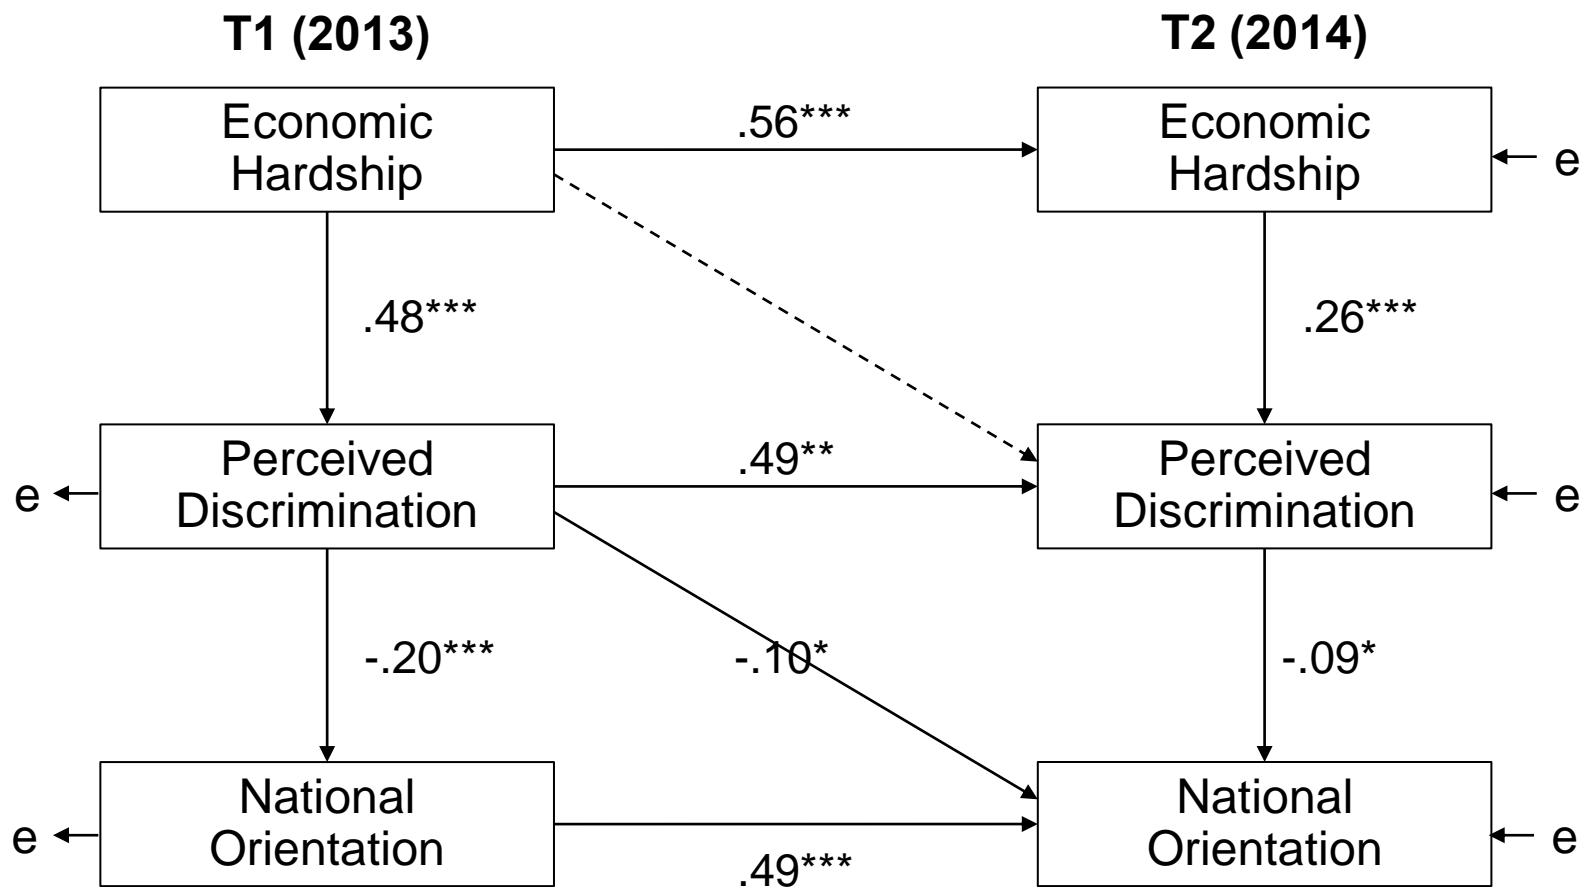 T1 (2013)
T2 (2014)
Economic
Hardship
.56***
Economic
Hardship
e
.48***
.26***
e
Perceived
Discrimination
.49**
Perceived
Discrimination
e
-.20***
-.10*
-.09*
e
National
Orientation
.49***
National
Orientation
e